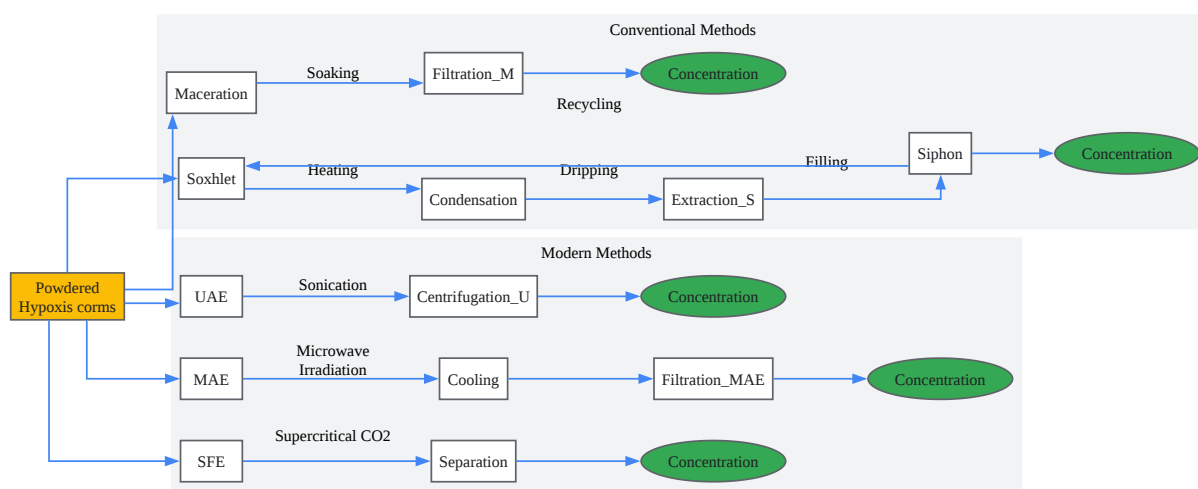 Conventional Methods
Maceration
Soaking
Filtration_M
Concentration
Recycling
Soxhlet
Heating
Condensation
Dripping
Extraction_S
Filling
Siphon
Concentration
Powdered
Hypoxis corms
Modern Methods
UAE
Sonication
Centrifugation_U
Concentration
MAE
Microwave
Irradiation
Cooling
Filtration_MAE
Concentration
SFE
Supercritical CO2
Separation
Concentration